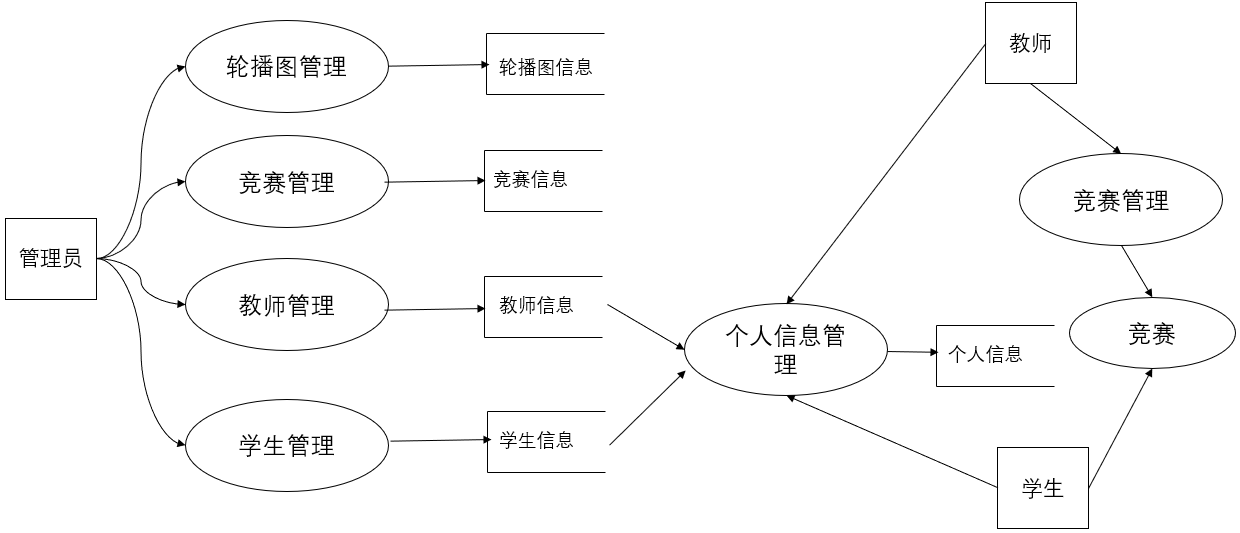 教师
轮播图管理
轮播图信息
竞赛管理
竞赛信息
竞赛管理
管理员
教师管理
教师信息
个人信息管
理
个人信息
竞赛
学生管理
学生信息
学生